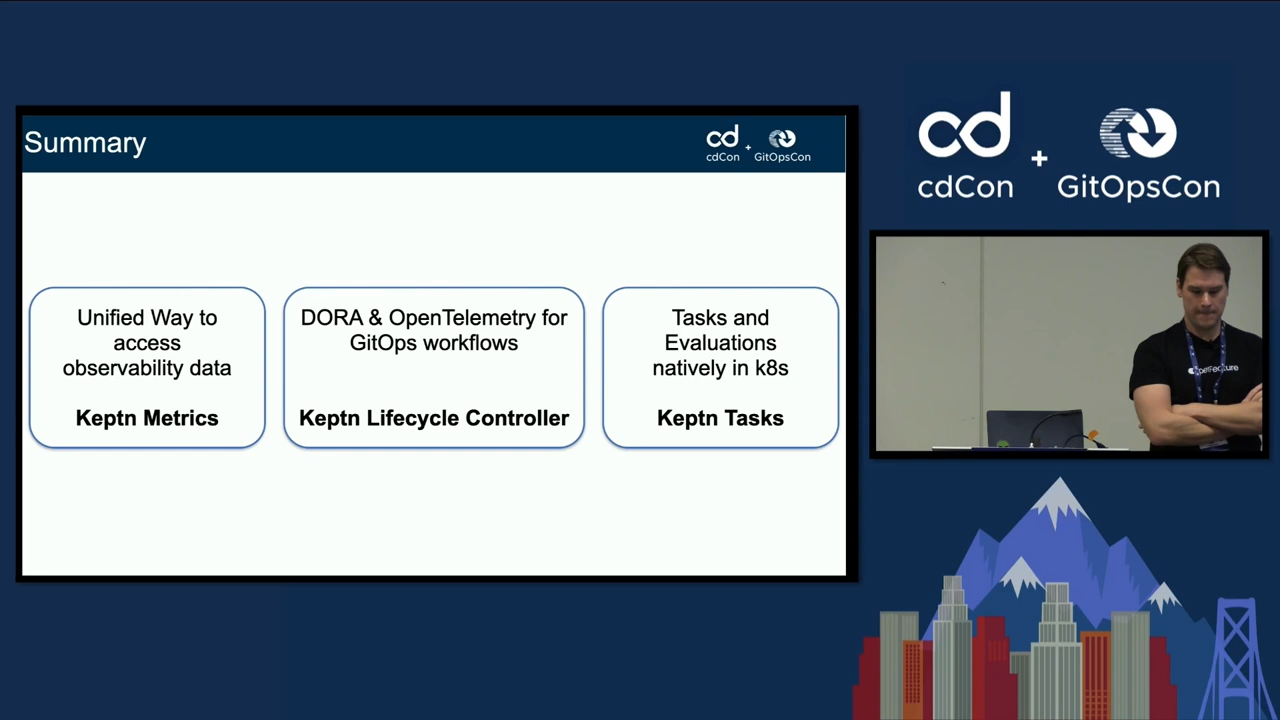 Summary
cd
cdCon
+
GitOpsCon
Unified Way to
access
observability data
Keptn Metrics
DORA & OpenTelemetry for
GitOps workflows
Keptn Lifecycle Controller
Tasks and
Evaluations
natively in k8s
Keptn Tasks
cd
cdCon
+
GitOpsCon